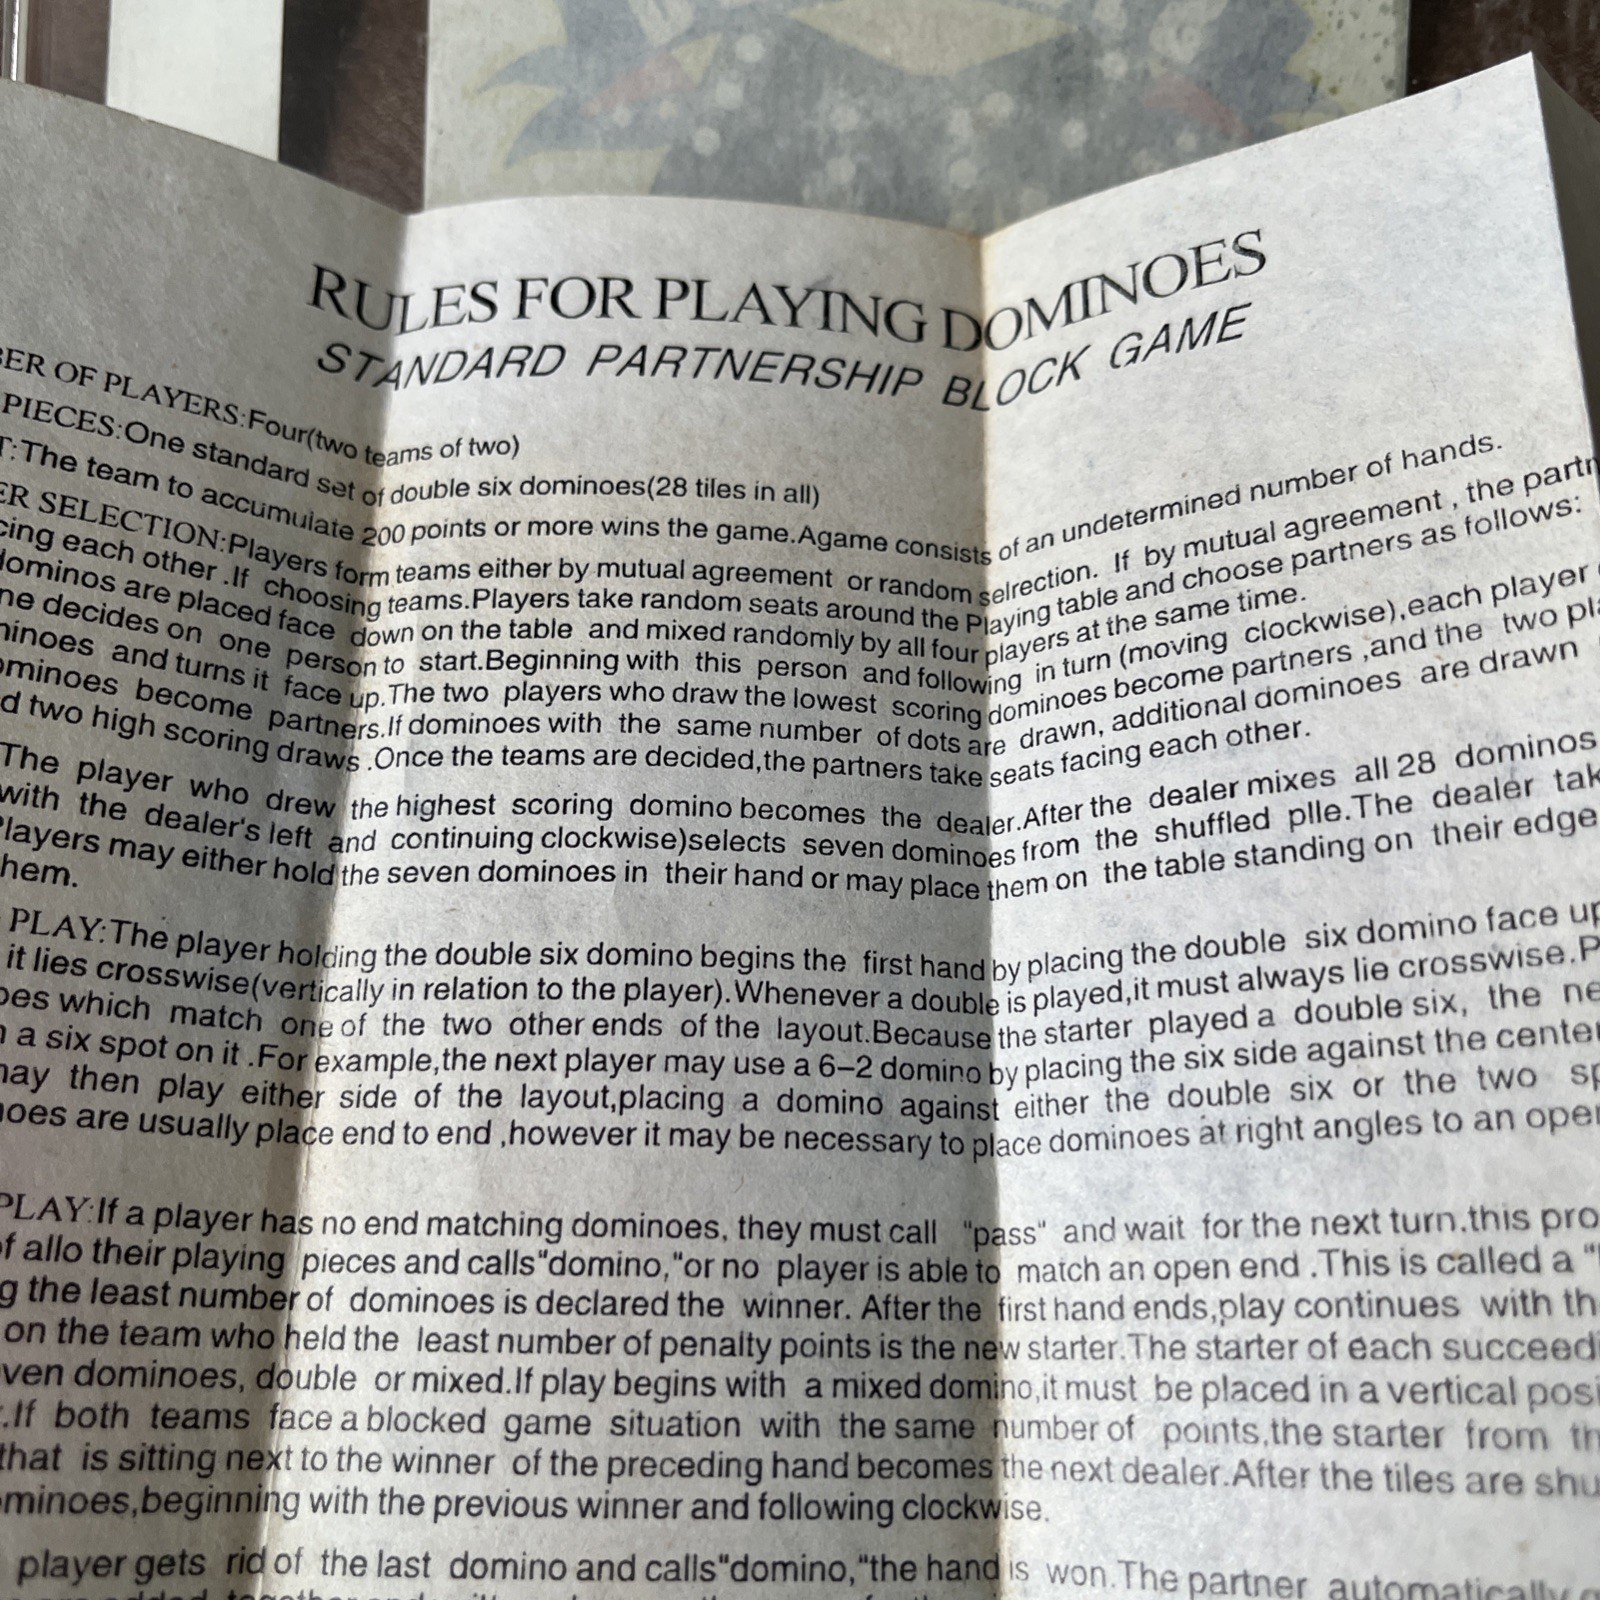 RULES FOR PLAYING DOMINOES
STANDARD PARTNERSHIP BLOCK GAME
BER OF PLAYERS:Four(two teams of two)
PIECES:One standard set of double six dominoes(28 tiles in all)
T:The team to accumulate 200 points or more wins the game.Agame consists of an undetermined number of hands.
ER SELECTION:Players form teams either by mutual agreement or random selrection. If by mutual agreement , the partn
cing each other .If choosing teams.Players take random seats around the Playing table and choose partners as follows:
dominos are placed face down on the table and mixed randomly by all four players at the same time.
ne decides on one person to start.Beginning with this person and following in turn (moving clockwise),each player
minoes and turns it face up.The two players who draw the lowest scoring dominoes become partners ,and the two pla
ominoes become partners.If dominoes with the same number of dots are drawn, additional dominoes are drawn
d two high scoring draws .Once the teams are decided,the partners take seats facing each other.
The player who drew the highest scoring domino becomes the dealer.After the dealer mixes all 28 dominos
with the dealer's left and continuing clockwise)selects seven dominoes from the shuffled plle.The dealer tak
Players may either hold the seven dominoes in their hand or may place them on the table standing on their edge
hem.
PLAY:The player holding the double six domino begins the first hand by placing the double six domino face up
it lies crosswise(vertically in relation to the player).Whenever a double is played,it must always lie crosswise.P
oes which match one of the two other ends of the layout.Because the starter played a double six, the ne
h a six spot on it .For example,the next player may use a 6–2 domino by placing the six side against the center
may then play either side of the layout,placing a domino against either the double six or the two sp
noes are usually place end to end ,however it may be necessary to place dominoes at right angles to an open
PLAY:If a player has no end matching dominoes, they must call "pass" and wait for the next turn.this pro
of allo their playing pieces and calls"domino,"or no player is able to match an open end .This is called a "
g the least number of dominoes is declared the winner. After the first hand ends,play continues with th
on the team who held the least number of penalty points is the new starter.The starter of each succeedi
ven dominoes, double or mixed.If play begins with a mixed domino,it must be placed in a vertical posi
.If both teams face a blocked game situation with the same number of points,the starter from th
that is sitting next to the winner of the preceding hand becomes the next dealer.After the tiles are shu
ominoes,beginning with the previous winner and following clockwise.
player gets rid of the last domino and calls"domino,"the hand is won.The partner automatically